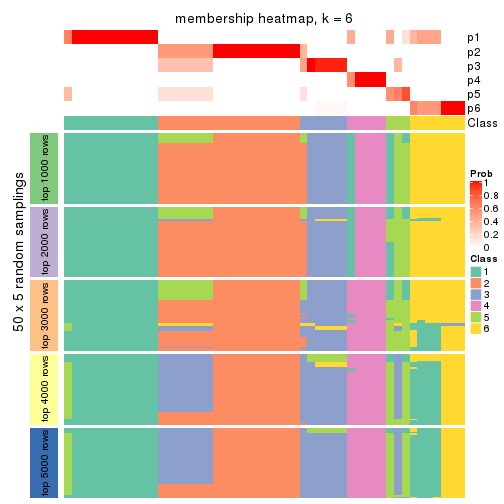 membership heatmap, k = 6
p1
p2
p3
p4
p5
p6
Class
50 x 5 random samplings
top 1000 rows
top 2000 rows
top 3000 rows
top 4000 rows
top 5000 rows
Prob
1
0.8
0.6
0.4
0.2
0
Class
1
2
3
4
5
6